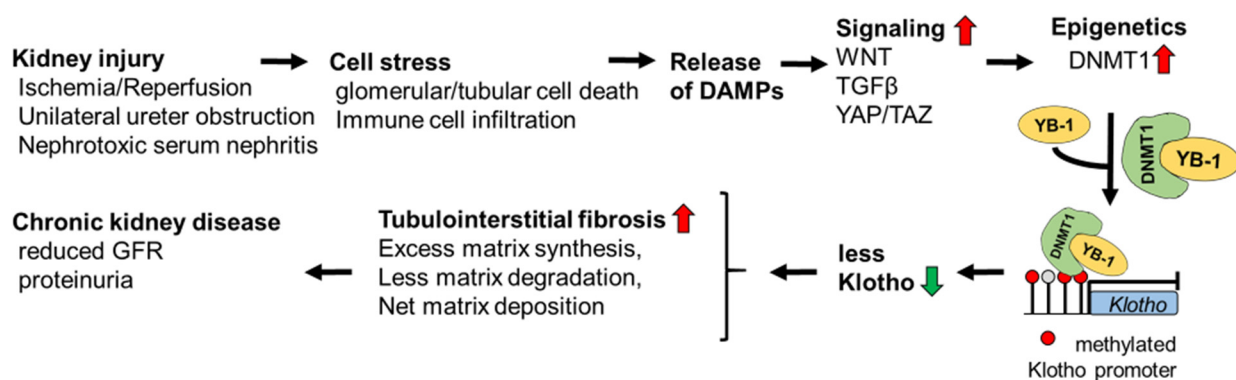 Kidney injury
Ischemia/Reperfusion
Unilateral ureter obstruction
Nephrotoxic serum nephritis
Cell stress
glomerular/tubular cell death
Immune cell infiltration
Release
of DAMPs
Signaling
WNT
TGFβ
YAP/TAZ
Epigenetics
DNMT1
YB-1
DNMT1
YB-1
DNMT1
YB-1
Klotho
methylated
Klotho promoter
less
Klotho
Tubulointerstitial fibrosis
Excess matrix synthesis,
Less matrix degradation,
Net matrix deposition
Chronic kidney disease
reduced GFR
proteinuria